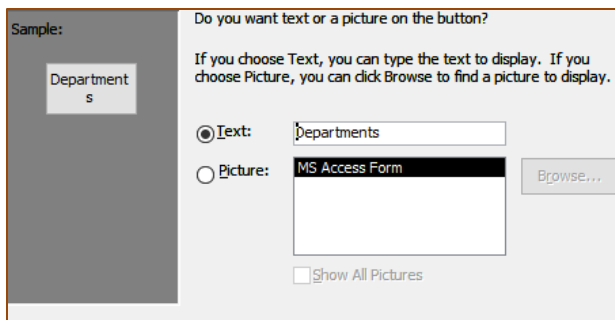 Sample:
Department
s
Do you want text or a picture on the button?
If you choose Text, you can type the text to display.  If you
choose Picture, you can click Browse to find a picture to display.
Text:
Departments
Picture:
MS Access Form
Browse...
Show All Pictures